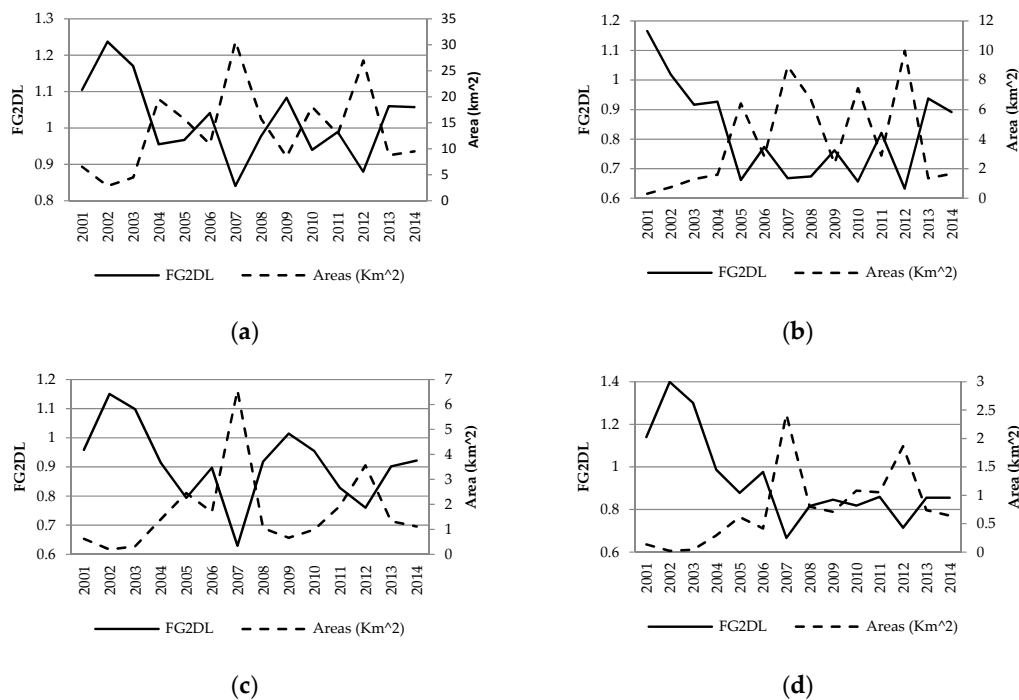 1.3 35
1.2 30
25
1.1 20
1 15
0.9 10
5
0.8 0
FG2DL
Area (km^2)
2001 2002 2003 2004 2005 2006 2007 2008 2009 2010 2011 2012 2013 2014
FG2DL Areas (Km^2)
(a)
1.2 12
1.1 10
1 8
0.9 6
0.8 4
0.7 2
0.6 0
FG2DL
Area (km^2)
2001 2002 2003 2004 2005 2006 2007 2008 2009 2010 2011 2012 2013 2014
FG2DL Areas (Km^2)
(b)
1.2 7
1.1 6
1 5
0.9 4
3
0.8 2
0.7 1
0.6 0
FG2DL
Area (km^2)
2001 2002 2003 2004 2005 2006 2007 2008 2009 2010 2011 2012 2013 2014
FG2DL Areas (Km^2)
(c)
1.4 3
1.2 2.5
2
1 1.5
0.8 1
0.5
0.6 0
FG2DL
Area (km^2)
2001 2002 2003 2004 2005 2006 2007 2008 2009 2010 2011 2012 2013 2014
FG2DL Areas (Km^2)
(d)